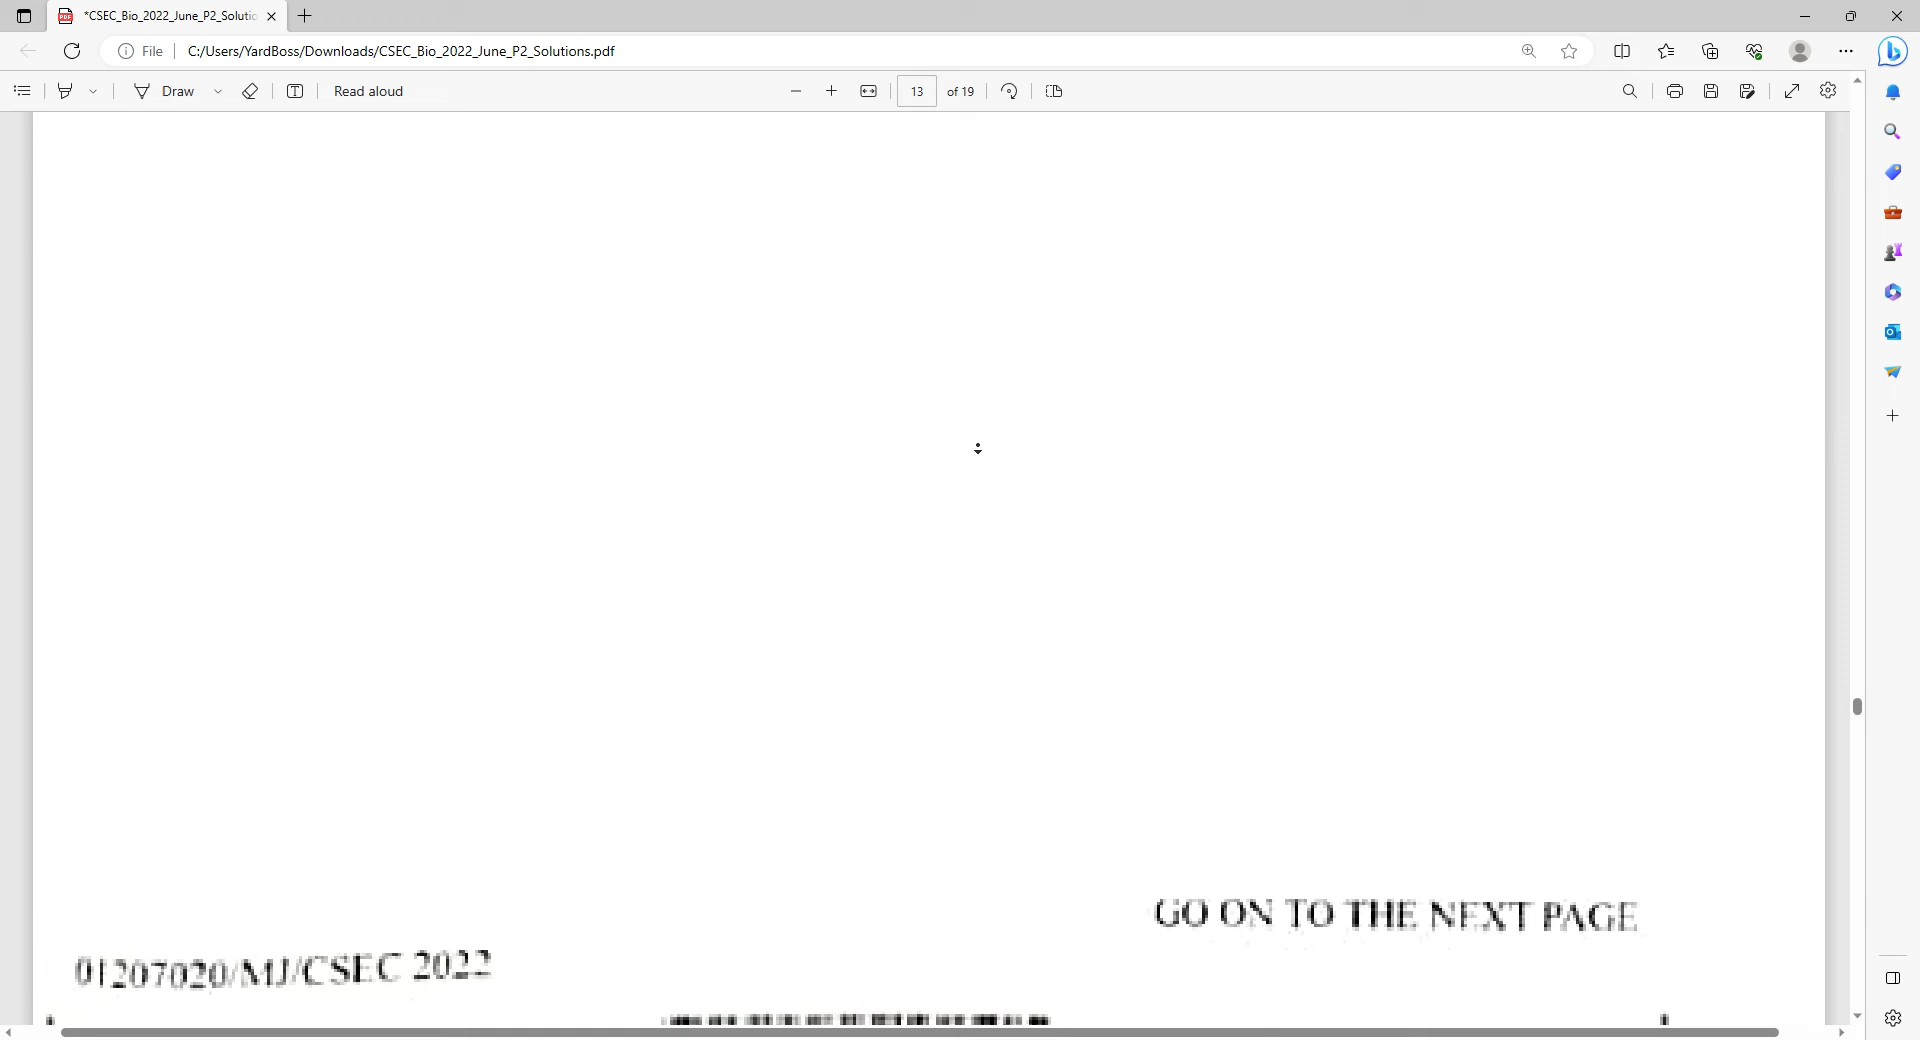 *CSEC_Bio_2022_June_P2_Solutio
File
C:/Users/YardBoss/Downloads/CSEC_Bio_2022_June_P2_Solutions.pdf
Draw
Read aloud
13 of 19
GO ON TO THE NEXT PAGE
01207020/MJ/CSEC 2022